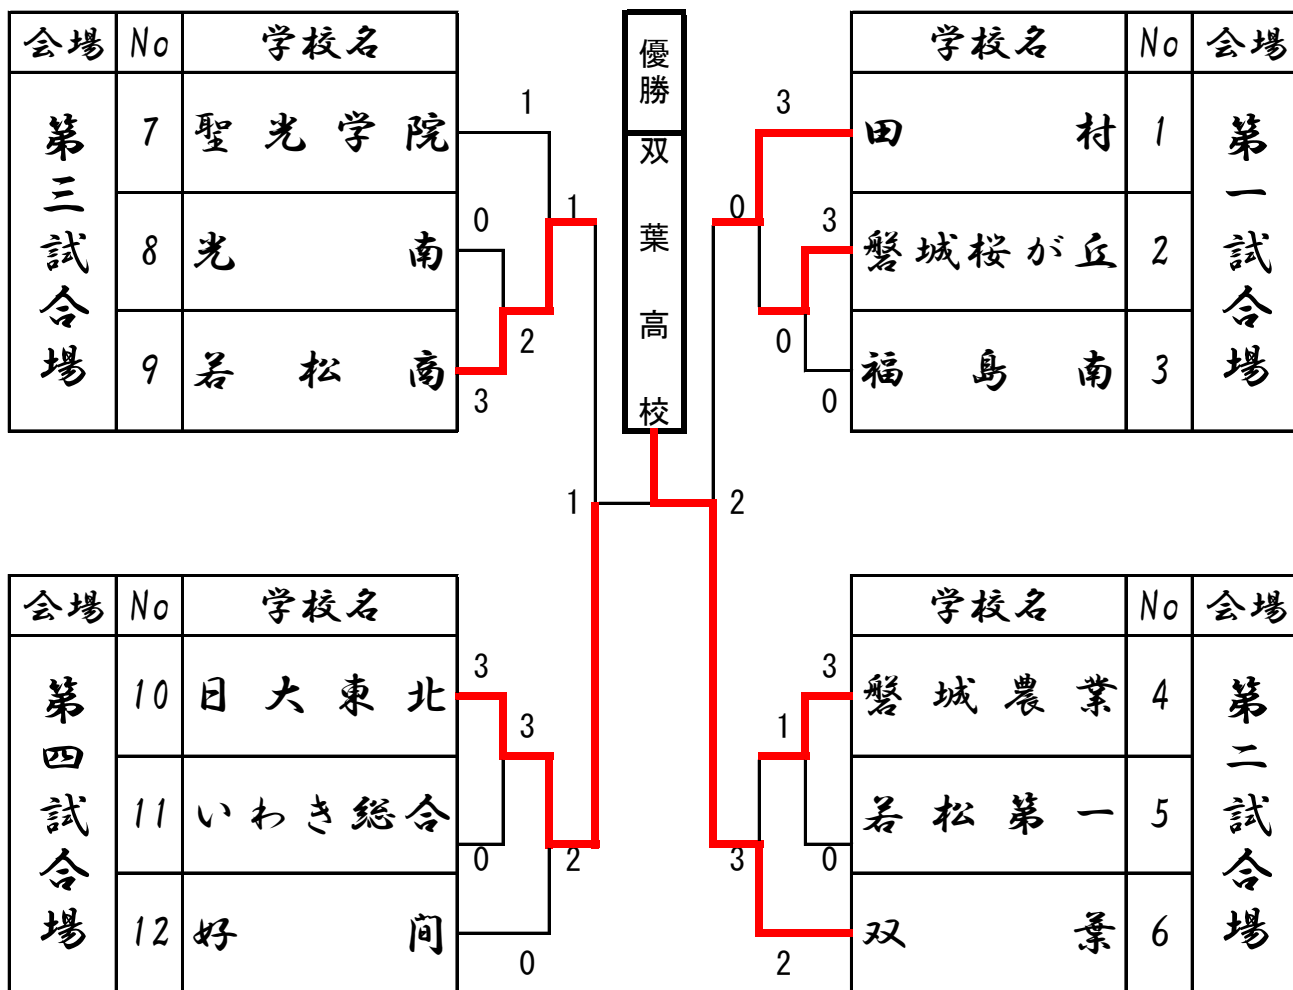 会場 No 学校名
第三試合場
7 聖光学院
8 光南
9 若松商
1
0
1
2
3
優勝
双葉高校
学校名 No 会場
第一試合場
田村 1
磐城桜が丘 2
福島南 3
3
0
3
0
0
1
2
会場 No 学校名
第四試合場
10 日大東北
11 いわき総合
12 好間
3
3
0
2
0
学校名 No 会場
第二試合場
磐城農業 4
若松第一 5
双葉 6
3
1
3
0
2